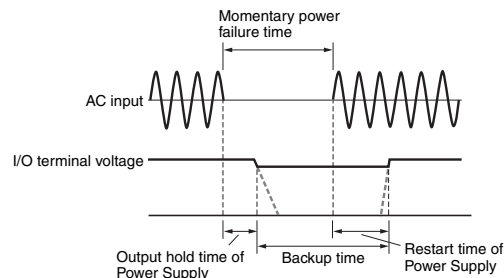 Momentary power
failure time
AC input
I/O terminal voltage
Output hold time of
Power Supply
Backup time
Restart time of
Power Supply